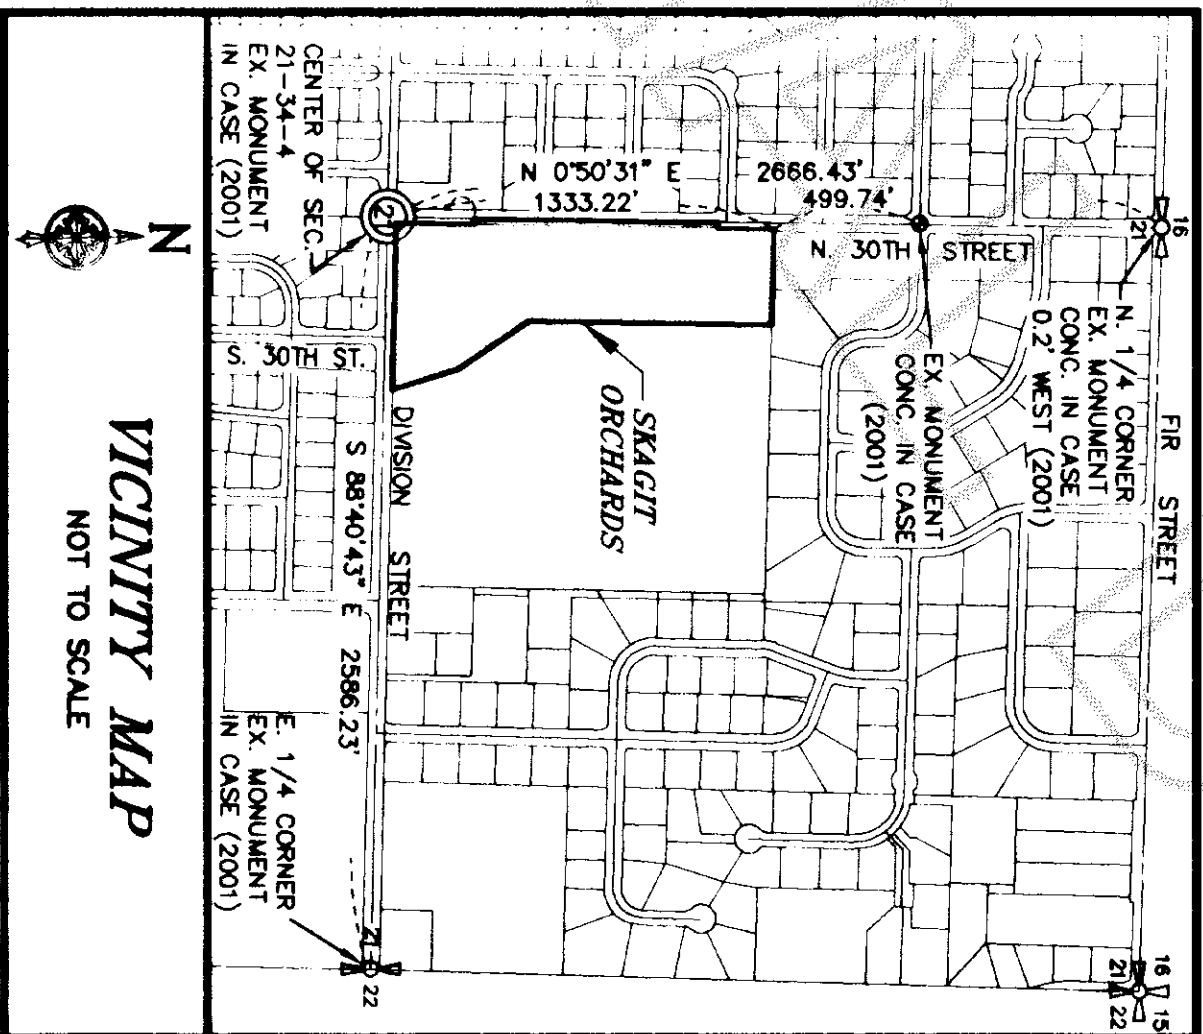 16
21
N. 1/4 CORNER
EX. MONUMENT
CONC. IN CASE
0.2' WEST (2001)
FIR STREET
16
15
21
22
2666.43'
499.74'
N 0°50'31" E
1333.22'
N. 30TH STREET
EX. MONUMENT
CONC. IN CASE
(2001)
SKAGIT
ORCHARDS
21
CENTER OF SEC.
21-34-4
EX. MONUMENT
IN CASE (2001)
S. 30TH ST.
DIVISION STREET
S 88°40'43" E 2586.23'
21
22
E. 1/4 CORNER
EX. MONUMENT
IN CASE (2001)
N
VICINITY MAP
NOT TO SCALE